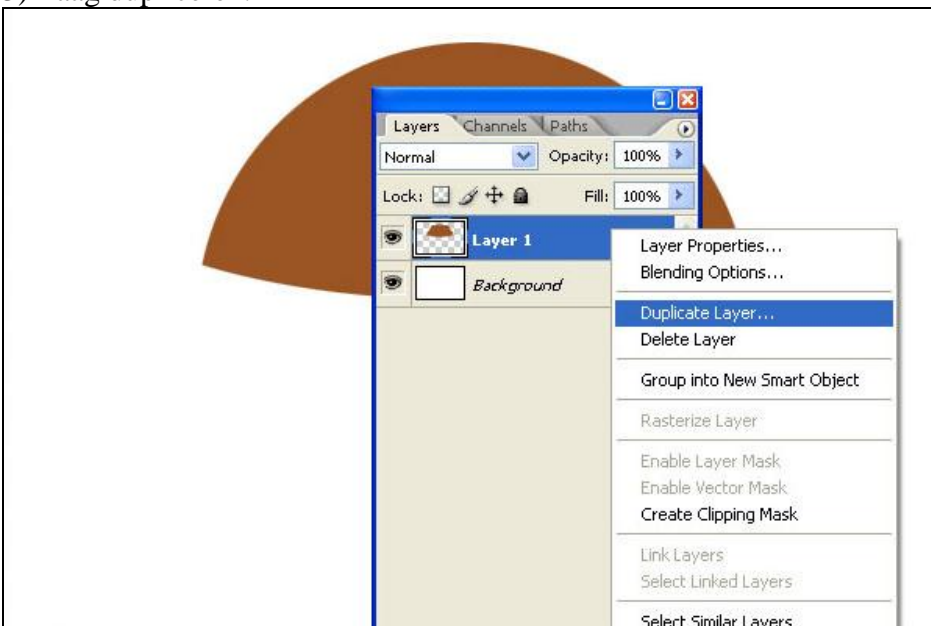 Layers Channels Paths
Normal Opacity: 100%
Lock: Fill: 100%
Layer 1
Background
Layer Properties...
Blending Options...
Duplicate Layer...
Delete Layer
Group into New Smart Object
Rasterize Layer
Enable Layer Mask
Enable Vector Mask
Create Clipping Mask
Link Layers
Select Linked Layers
Select Similar Layers